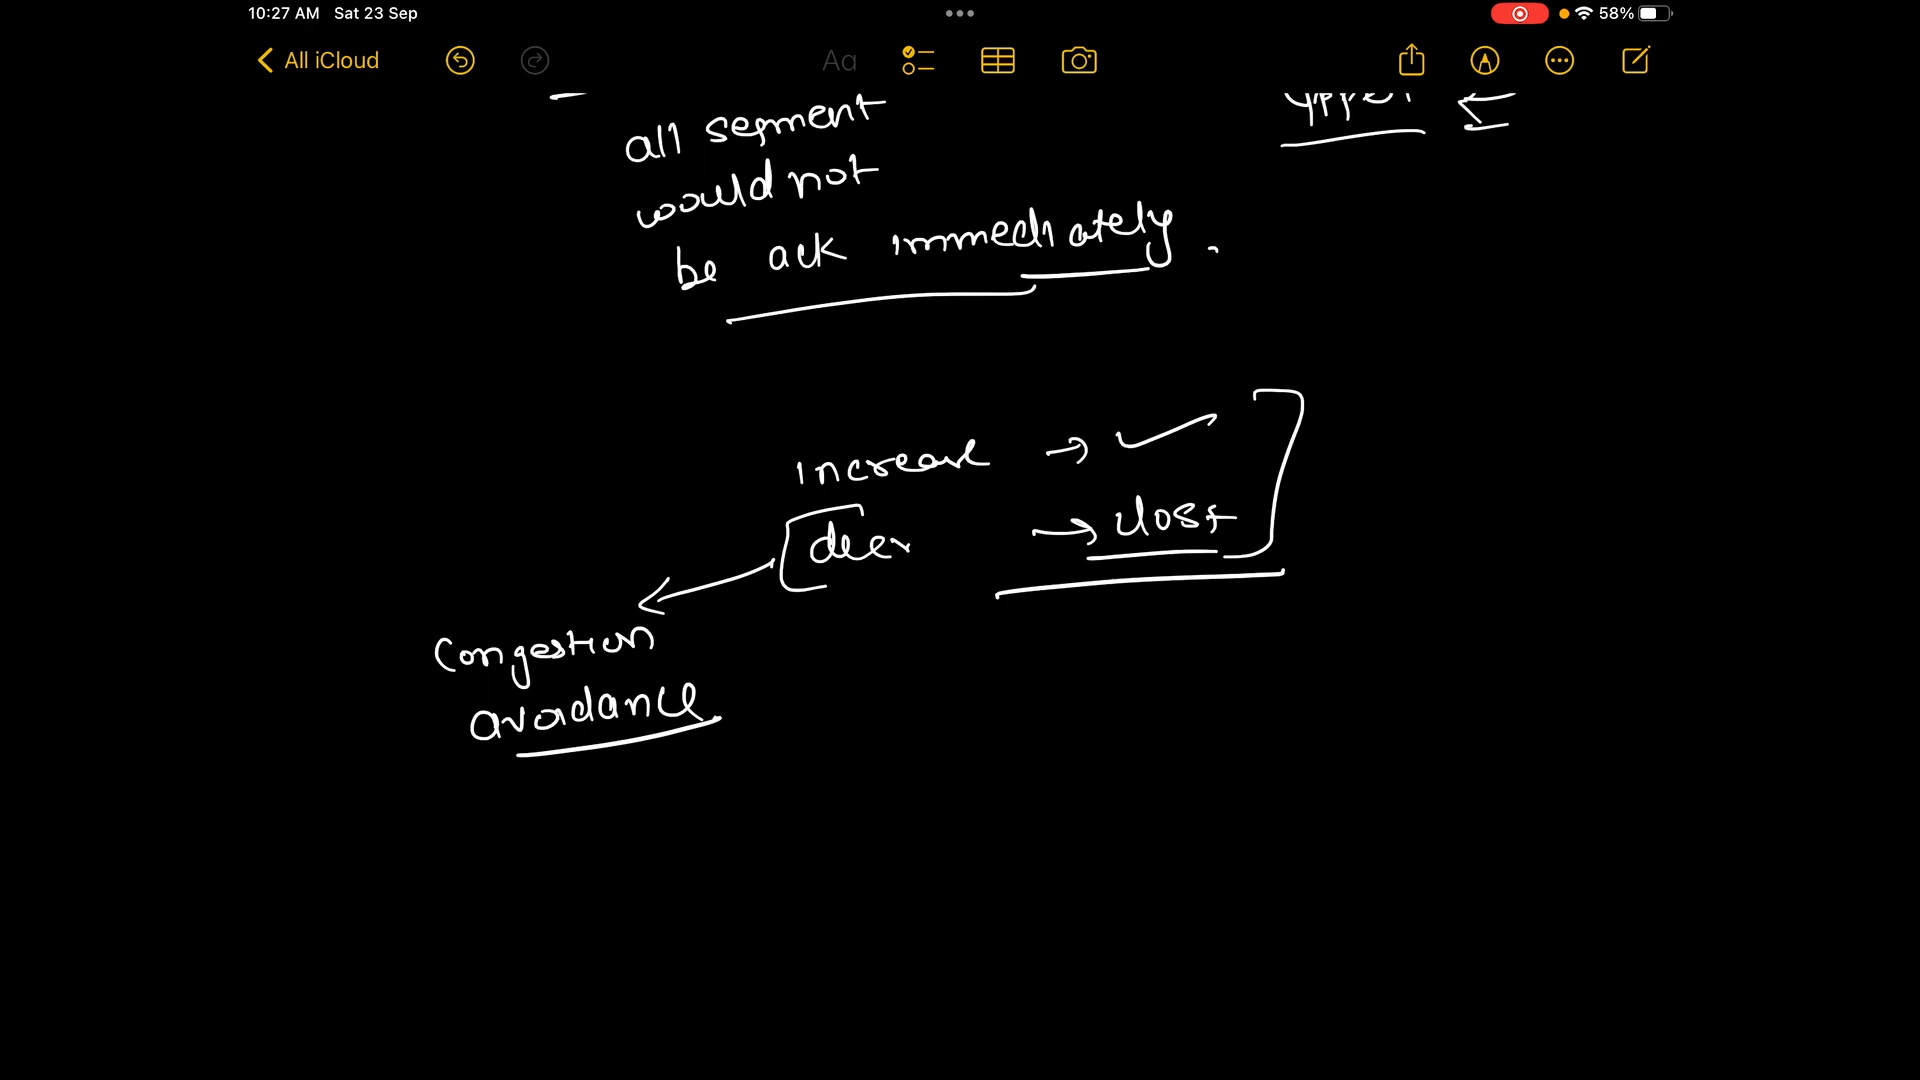 10:27 AM Sat 23 Sep
58%
All iCloud
Aa
all segment
would not
be ack immediately.
increase → ✓
decr →
congestion
avoidance